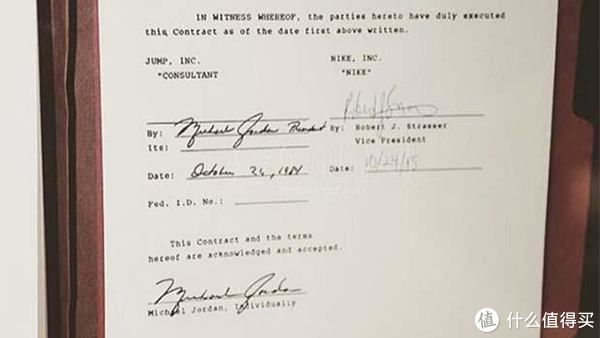 IN WITNESS WHEREOF, the parties hereto have duly executed
this Contract as of the date first above written.
JUMP, INC. NIKE, INC.
"CONSULTANT "NIKE"
By: Michael Jordan President By: Robert J. Strasser
Its: Vice President
Date: October 26, 1984 Date: 10/24/
Fed. I.D. No.:
This Contract and the terms
hereof are acknowledged and accepted.
Michael Jordan
Michael Jordan, Individually
值 什么值得买